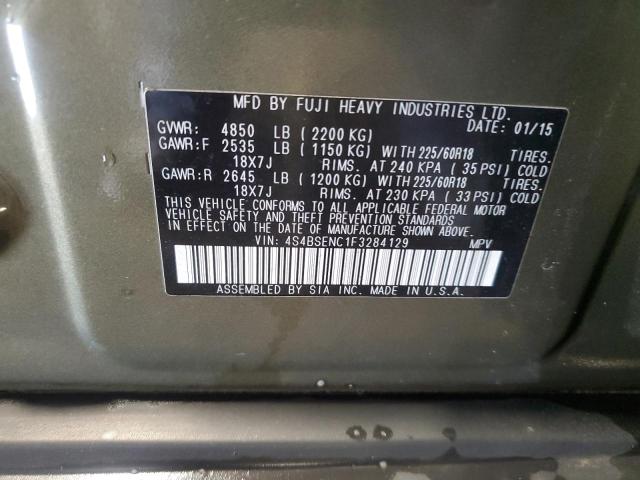 MFD BY FUJI HEAVY INDUSTRIES LTD.
GVWR: 4850 LB (2200 KG) DATE: 01/15
GAWR:F 2535 LB (1150 KG) WITH 225/60R18 TIRES.
18X7J RIMS. AT 240 KPA (35 PSI) COLD
GAWR:R 2645 LB (1200 KG) WITH 225/60R18 TIRES.
18X7J RIMS. AT 230 KPA (33 PSI) COLD
THIS VEHICLE CONFORMS TO ALL APPLICABLE FEDERAL MOTOR
VEHICLE SAFETY AND THEFT PREVENTION STANDARDS
IN EFFECT ON THE DATE OF MANUFACTURE SHOWN ABOVE.
VIN: 4S4BSENC1F3284129 MPV
ASSEMBLED BY SIA INC. MADE IN U.S.A.